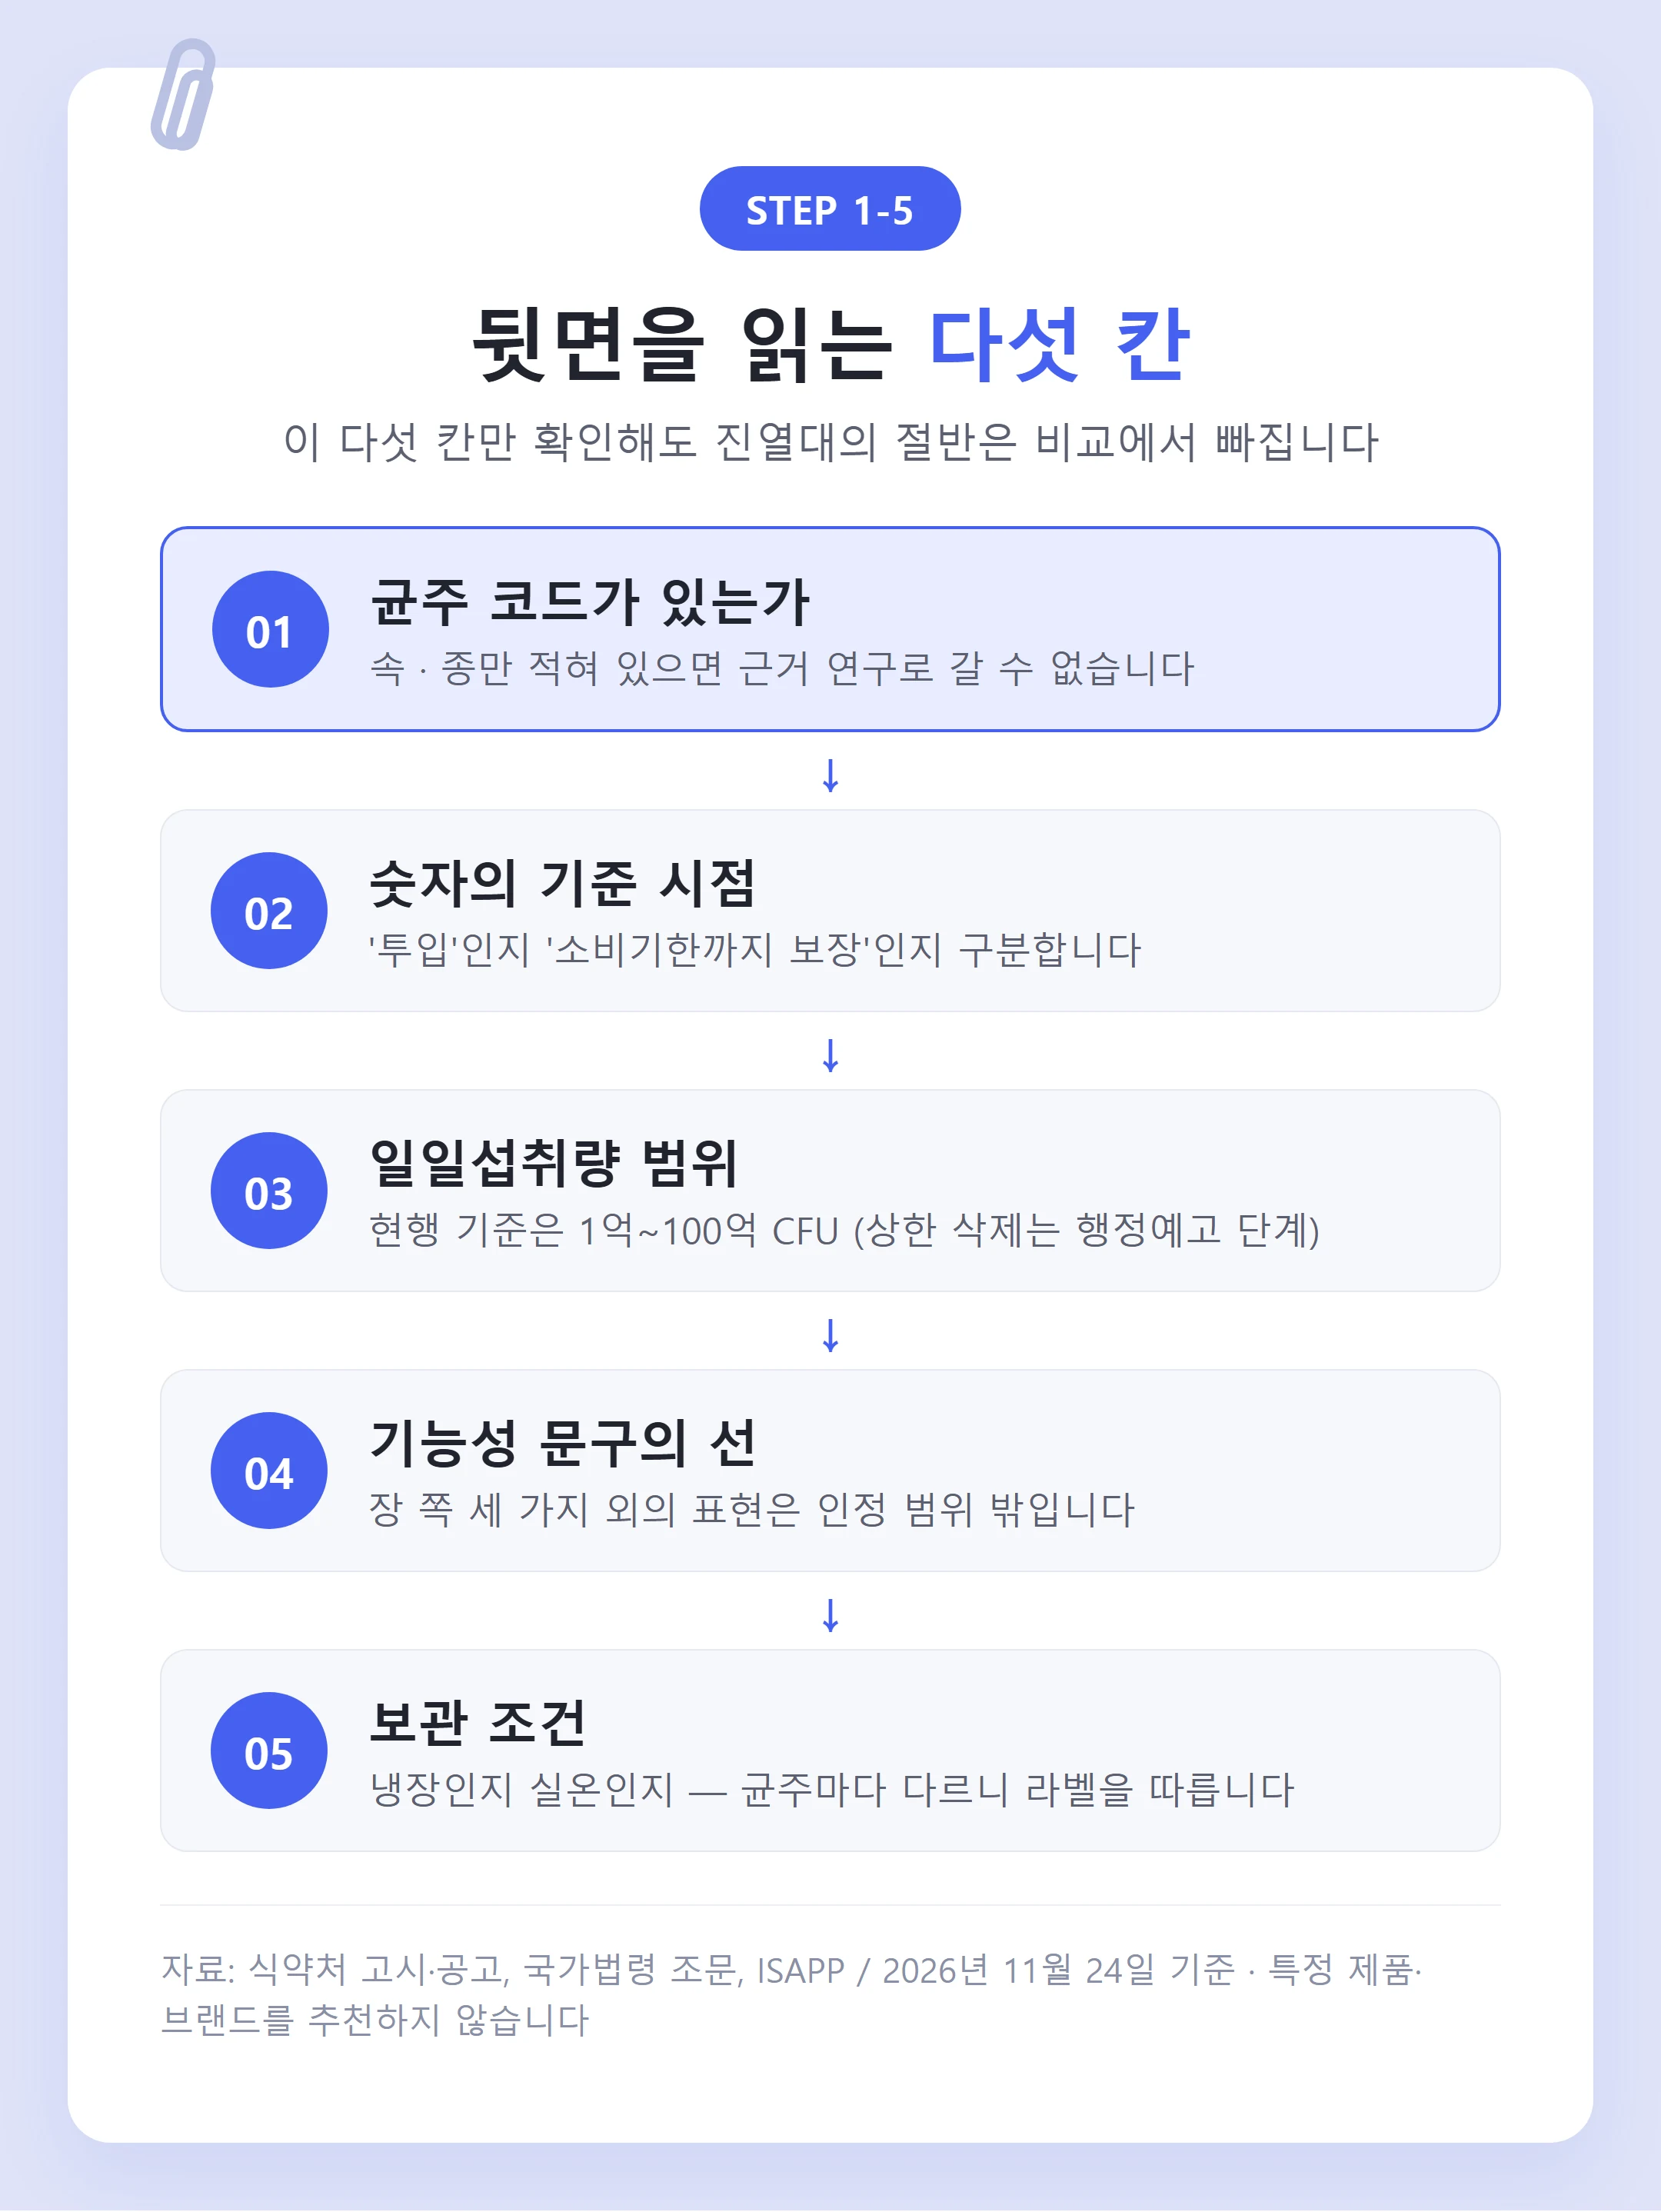 STEP 1-5
뒷면을 읽는 다섯 칸
이 다섯 칸만 확인해도 진열대의 절반은 비교에서 빠집니다
01
균주 코드가 있는가
속 · 종만 적혀 있으면 근거 연구로 갈 수 없습니다
↓
02
숫자의 기준 시점
'투입'인지 '소비기한까지 보장'인지 구분합니다
↓
03
일일섭취량 범위
현행 기준은 1억~100억 CFU (상한 삭제는 행정예고 단계)
↓
04
기능성 문구의 선
장 쪽 세 가지 외의 표현은 인정 범위 밖입니다
↓
05
보관 조건
냉장인지 실온인지 — 균주마다 다르니 라벨을 따릅니다
자료: 식약처 고시·공고, 국가법령 조문, ISAPP / 2026년 11월 24일 기준 · 특정 제품·
브랜드를 추천하지 않습니다